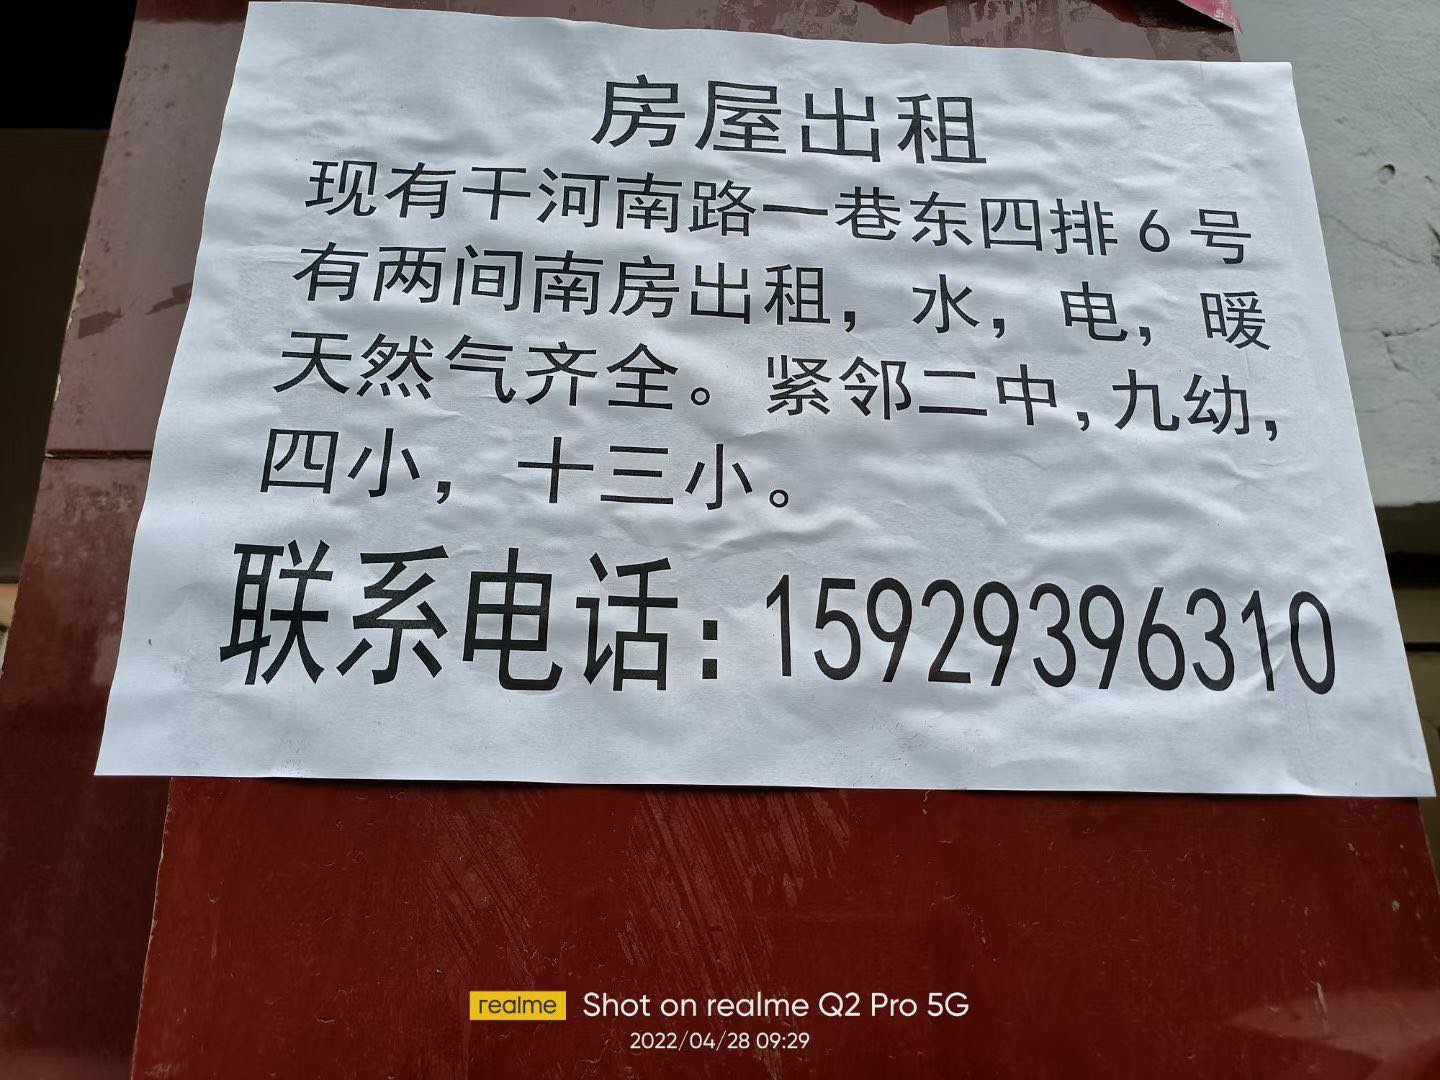 房屋出租
现有干河南路一巷东四排6号
有两间南房出租，水，电，暖
天然气齐全。紧邻二中,九幼,
四小，十三小。
联系电话：15929396310
realme Shot on realme Q2 Pro 5G
2022/04/28 09:29